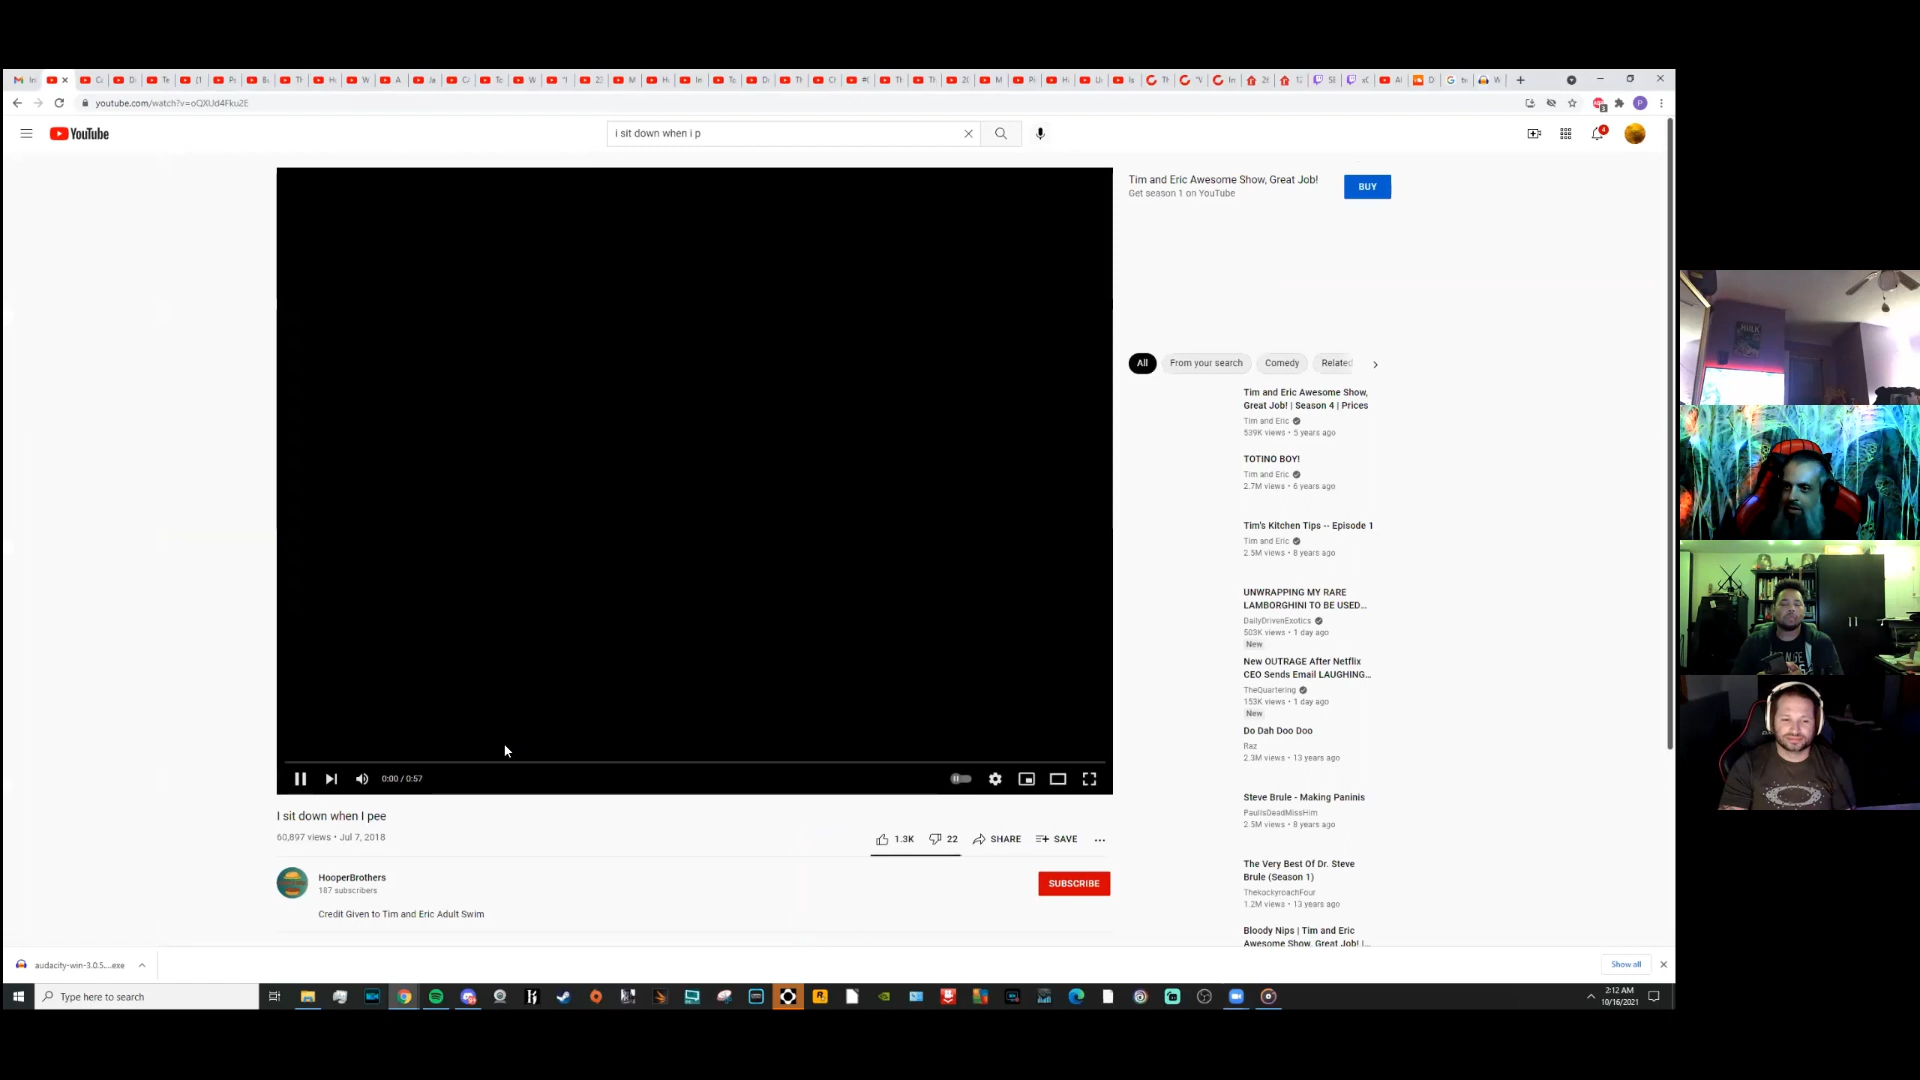 youtube.com/watch?v=oQXUd4Fku2E
YouTube
i sit down when i p
4
Tim and Eric Awesome Show, Great Job!
Get season 1 on YouTube
BUY
All
From your search
Comedy
Related
Tim and Eric Awesome Show,
Great Job! | Season 4 | Prices
Tim and Eric
539K views • 5 years ago
TOTINO BOY!
Tim and Eric
2.7M views • 6 years ago
Tim's Kitchen Tips -- Episode 1
Tim and Eric
2.5M views • 8 years ago
UNWRAPPING MY RARE
LAMBORGHINI TO BE USED...
DailyDrivenExotics
503K views • 1 day ago
New
New OUTRAGE After Netflix
CEO Sends Email LAUGHING...
TheQuartering
153K views • 1 day ago
New
Do Dah Doo Doo
Raz
2.3M views • 13 years ago
Steve Brule - Making Paninis
PaulIsDeadMissHim
2.5M views • 8 years ago
The Very Best Of Dr. Steve
Brule (Season 1)
ThekockyroachFour
1.2M views • 13 years ago
Bloody Nips | Tim and Eric
Awesome Show, Great Job! |...
0:00 / 0:57
I sit down when I pee
60,897 views • Jul 7, 2018
1.3K
22
SHARE
SAVE
HooperBrothers
187 subscribers
SUBSCRIBE
Credit Given to Tim and Eric Adult Swim
audacity-win-3.0.5....exe
Show all
Type here to search
2:12 AM
10/16/2021
HULK